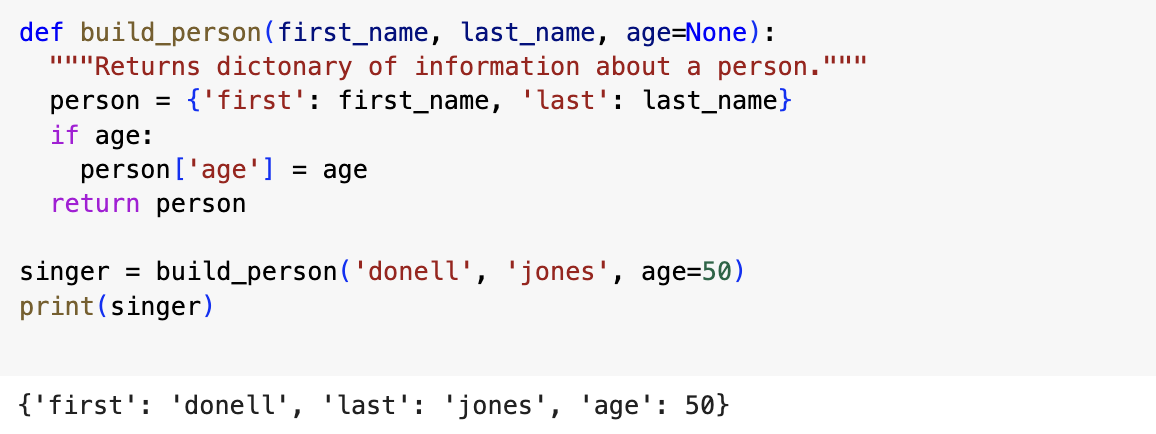 def build_person(first_name, last_name, age=None):
  """Returns dictonary of information about a person."""
  person = {'first': first_name, 'last': last_name}
  if age:
    person['age'] = age
  return person

singer = build_person('donell', 'jones', age=50)
print(singer)

{'first': 'donell', 'last': 'jones', 'age': 50}